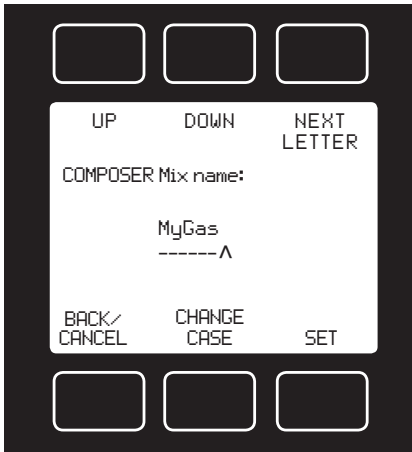 UP DOWN NEXT
LETTER
COMPOSER Mix name:
MyGas
------^
BACK/ CHANGE
CANCEL CASE SET